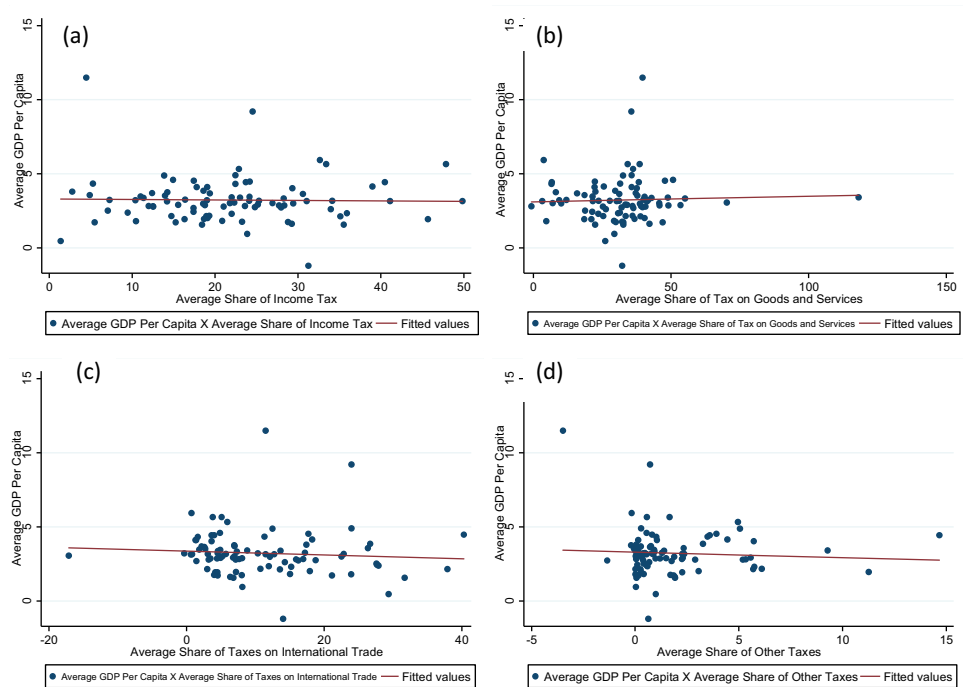 (a)
Average GDP Per Capita
15
10
5
0
0 10 20 30 40 50
Average Share of Income Tax
Average GDP Per Capita X Average Share of Income Tax Fitted values
(b)
Average GDP Per Capita
15
10
5
0
0 50 100 150
Average Share of Tax on Goods and Services
Average GDP Per Capita X Average Share of Tax on Goods and Services Fitted values
(c)
Average GDP Per Capita
15
10
5
0
-20 0 20 40
Average Share of Taxes on International Trade
Average GDP Per Capita X Average Share of Taxes on International Trade Fitted values
(d)
Average GDP Per Capita
15
10
5
0
-5 0 5 10 15
Average Share of Other Taxes
Average GDP Per Capita X Average Share of Other Taxes Fitted values